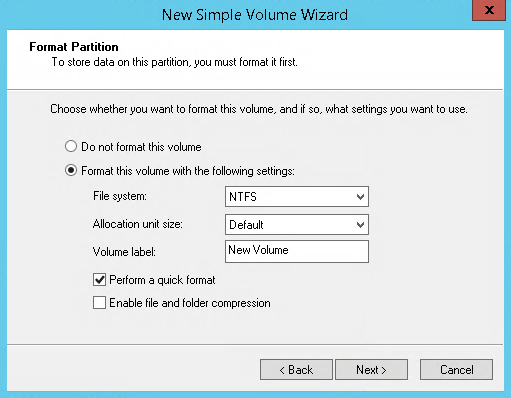 New Simple Volume Wizard
x
Format Partition
To store data on this partition, you must format it first.
Choose whether you want to format this volume, and if so, what settings you want to use.
Do not format this volume
Format this volume with the following settings:
File system: NTFS
Allocation unit size: Default
Volume label: New Volume
Perform a quick format
Enable file and folder compression
< Back Next > Cancel